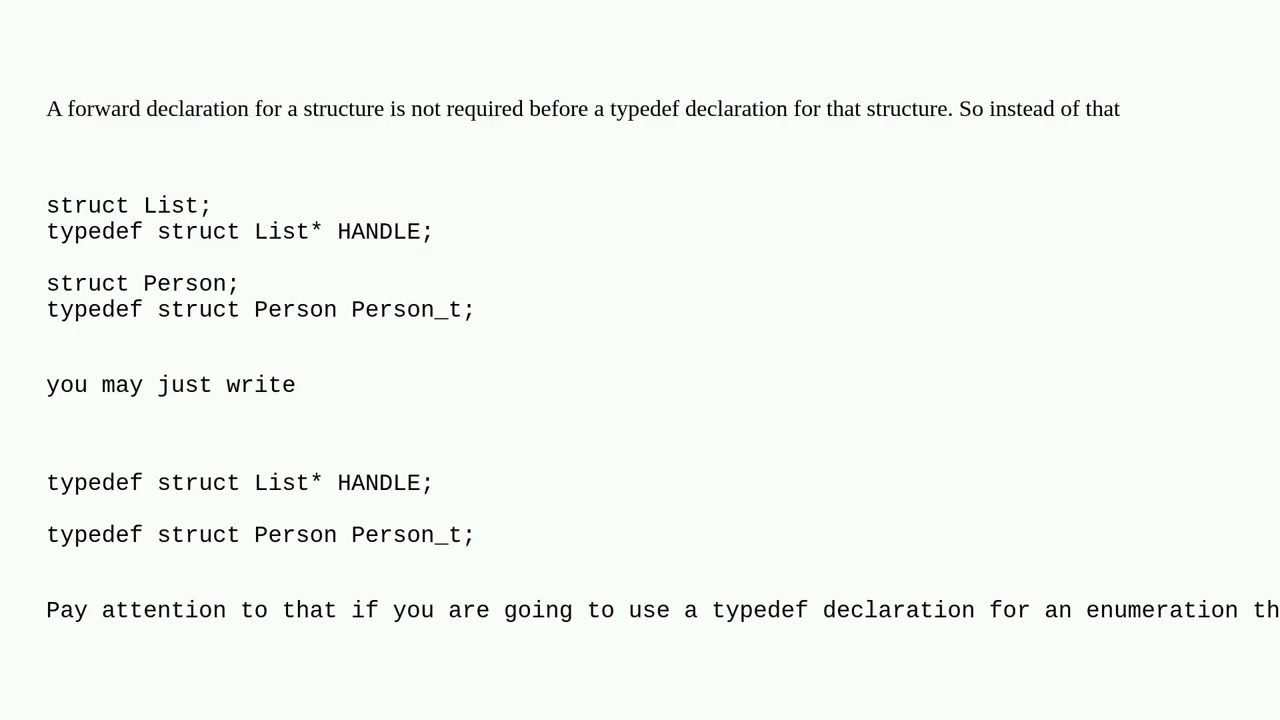 A forward declaration for a structure is not required before a typedef declaration for that structure. So instead of that
struct List;
typedef struct List* HANDLE;
struct Person;
typedef struct Person Person_t;
you may just write
typedef struct List* HANDLE;
typedef struct Person Person_t;
Pay attention to that if you are going to use a typedef declaration for an enumeration